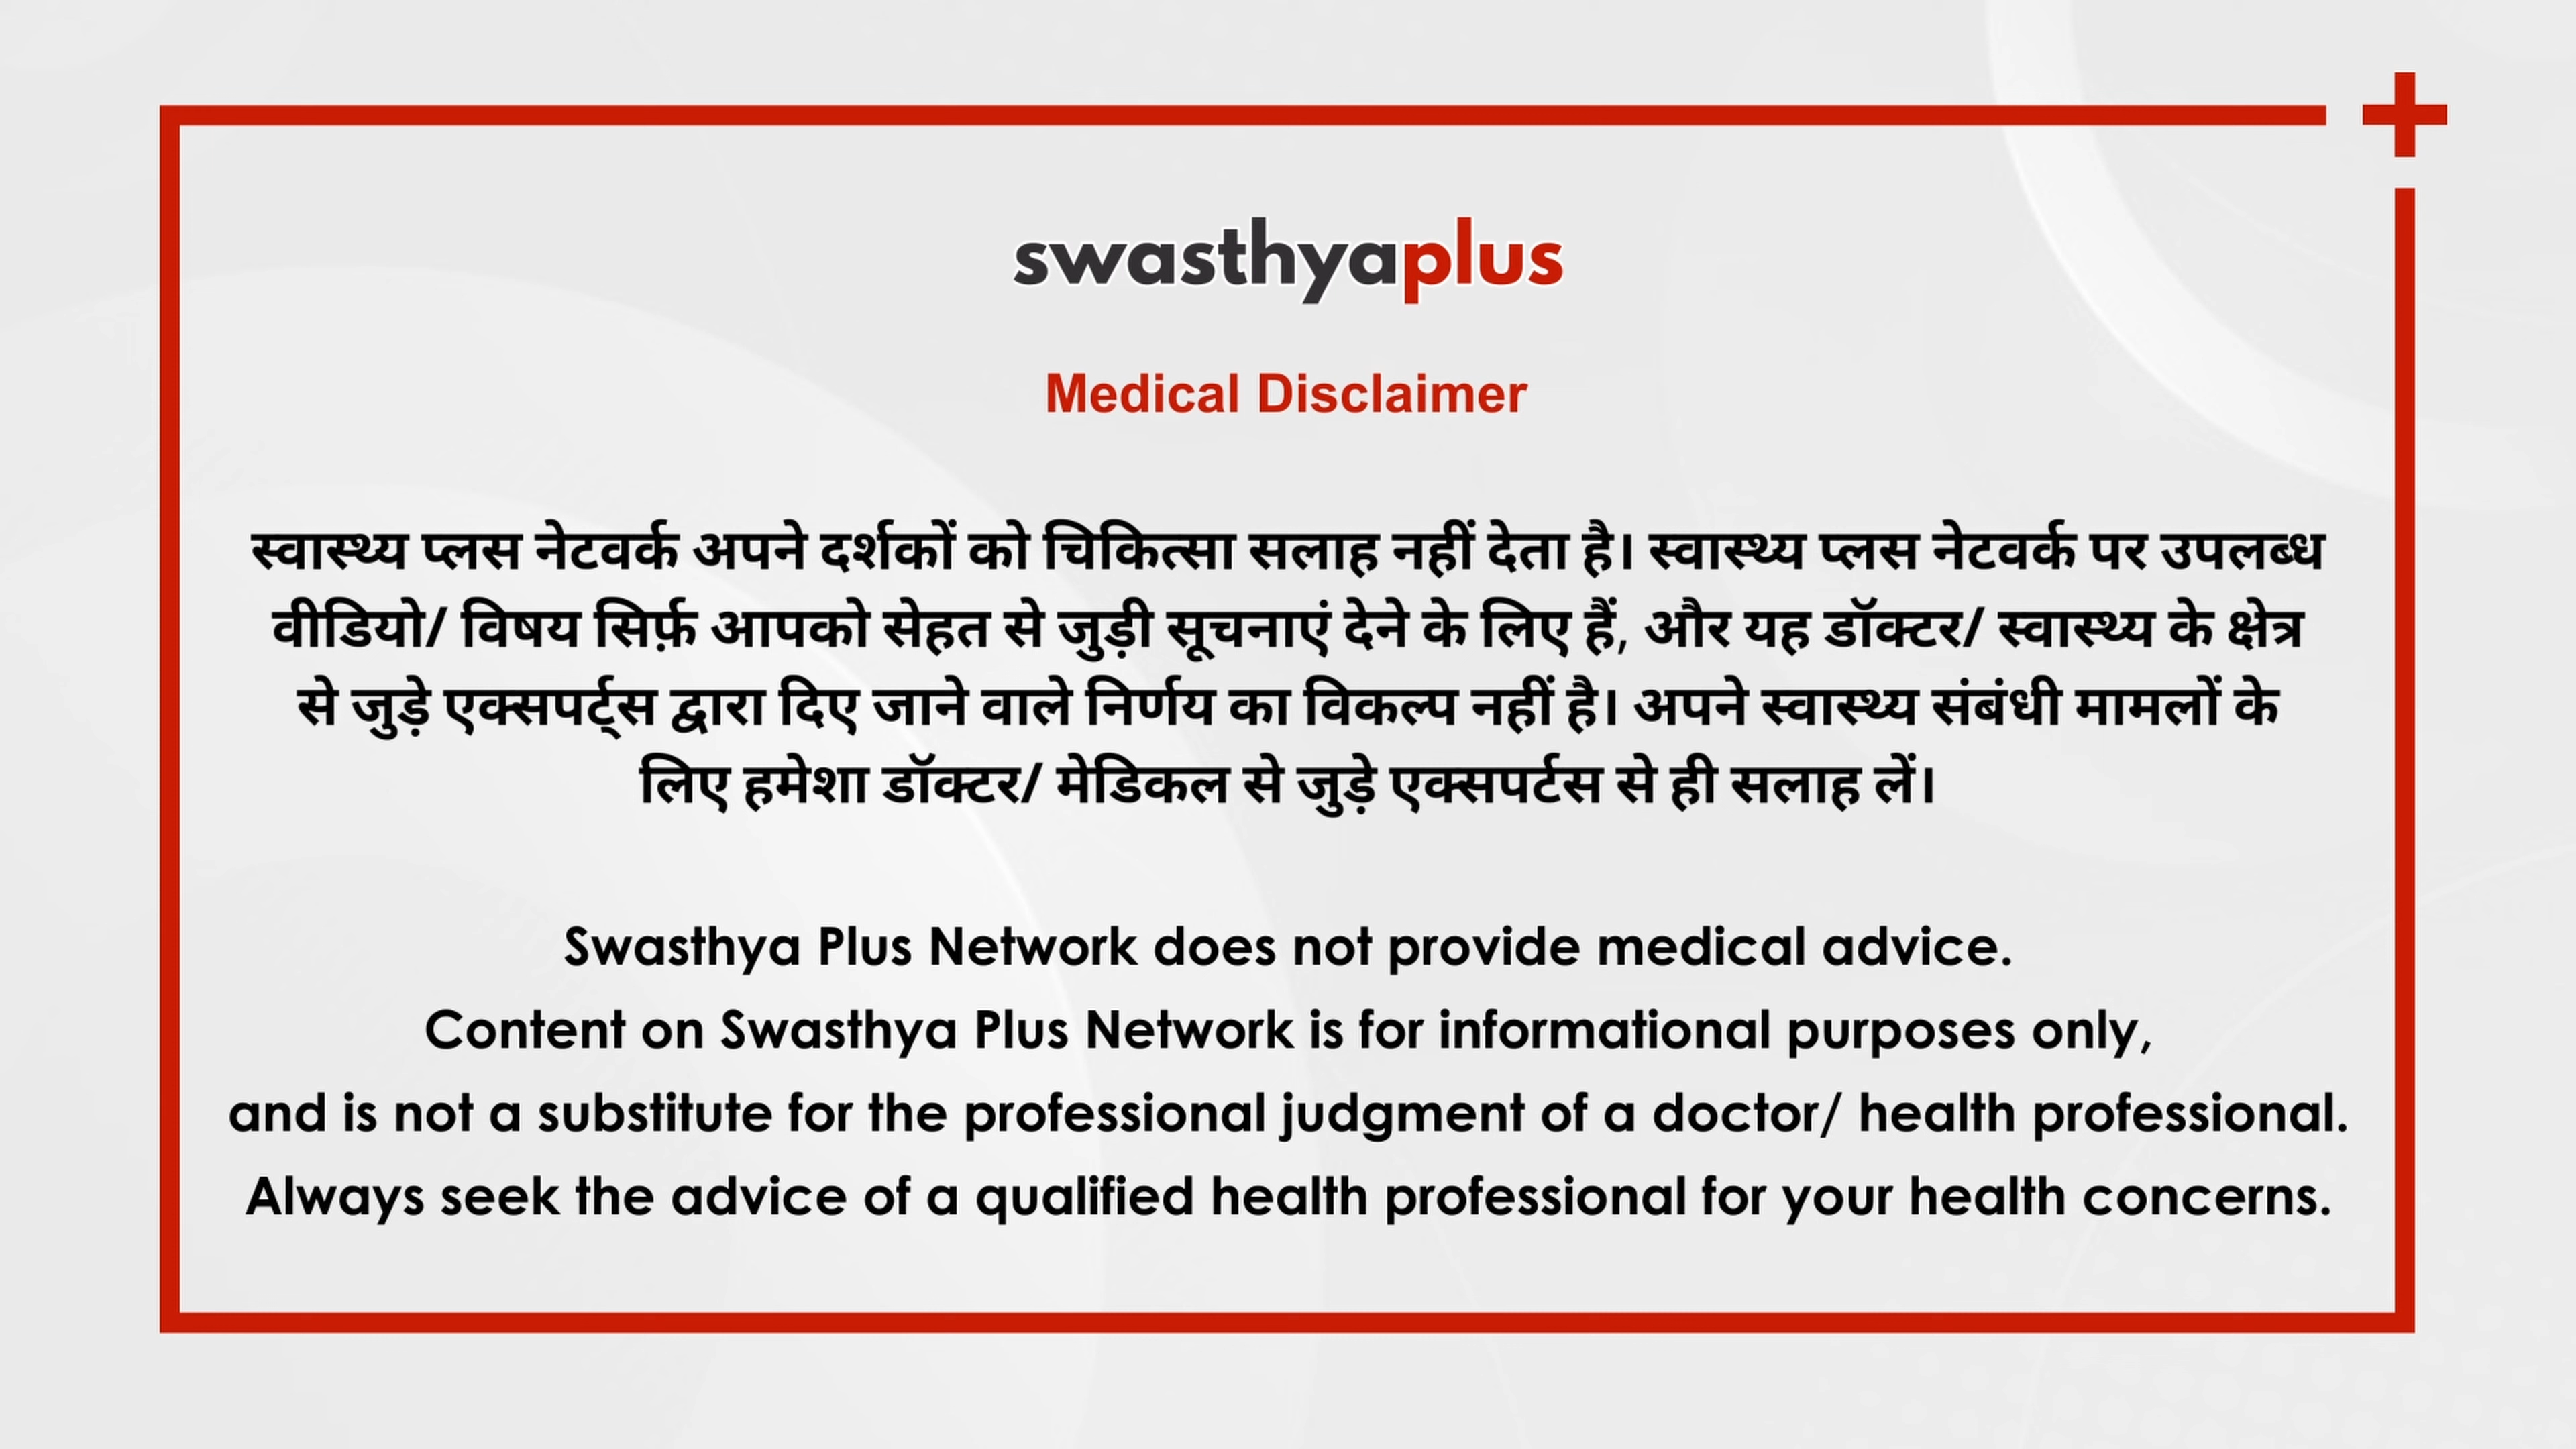 swasthyaplus
Medical Disclaimer
स्वास्थ्य प्लस नेटवर्क अपने दर्शकों को चिकित्सा सलाह नहीं देता है। स्वास्थ्य प्लस नेटवर्क पर उपलब्ध
वीडियो/ विषय सिर्फ़ आपको सेहत से जुड़ी सूचनाएं देने के लिए हैं, और यह डॉक्टर/ स्वास्थ्य के क्षेत्र
से जुड़े एक्सपर्ट्स द्वारा दिए जाने वाले निर्णय का विकल्प नहीं है। अपने स्वास्थ्य संबंधी मामलों के
लिए हमेशा डॉक्टर/ मेडिकल से जुड़े एक्सपर्टस से ही सलाह लें।
Swasthya Plus Network does not provide medical advice.
Content on Swasthya Plus Network is for informational purposes only,
and is not a substitute for the professional judgment of a doctor/ health professional.
Always seek the advice of a qualified health professional for your health concerns.